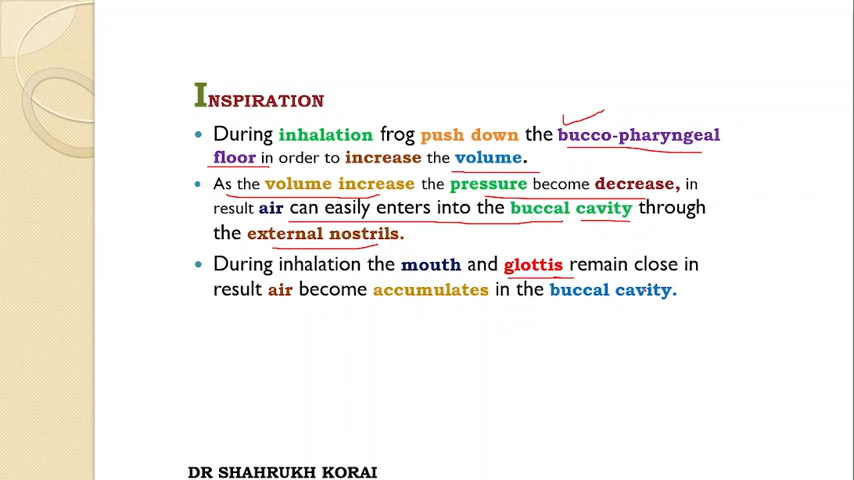 INSPIRATION
During inhalation frog push down the bucco-pharyngeal
floor in order to increase the volume.
As the volume increase the pressure become decrease, in
result air can easily enters into the buccal cavity through
the external nostrils.
During inhalation the mouth and glottis remain close in
result air become accumulates in the buccal cavity.
DR SHAHRUKH KORAI